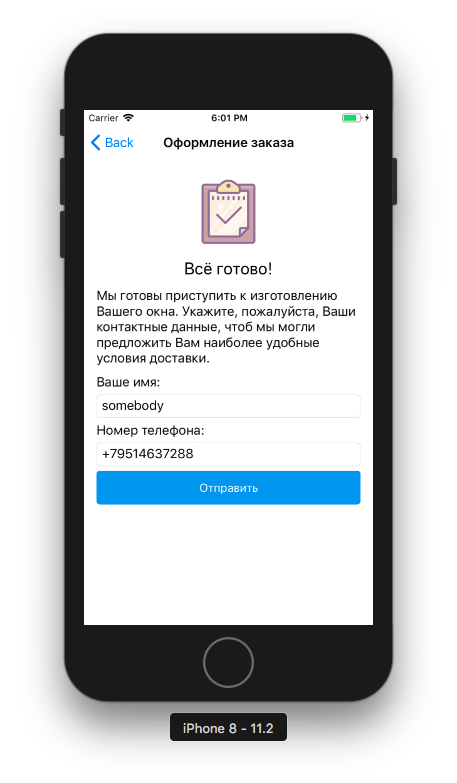 Carrier 6:01 PM
Back Оформление заказа
Всё готово!
Мы готовы приступить к изготовлению
Вашего окна. Укажите, пожалуйста, Ваши
контактные данные, чтоб мы могли
предложить Вам наиболее удобные
условия доставки.
Ваше имя:
somebody
Номер телефона:
+79514637288
Отправить
iPhone 8 - 11.2